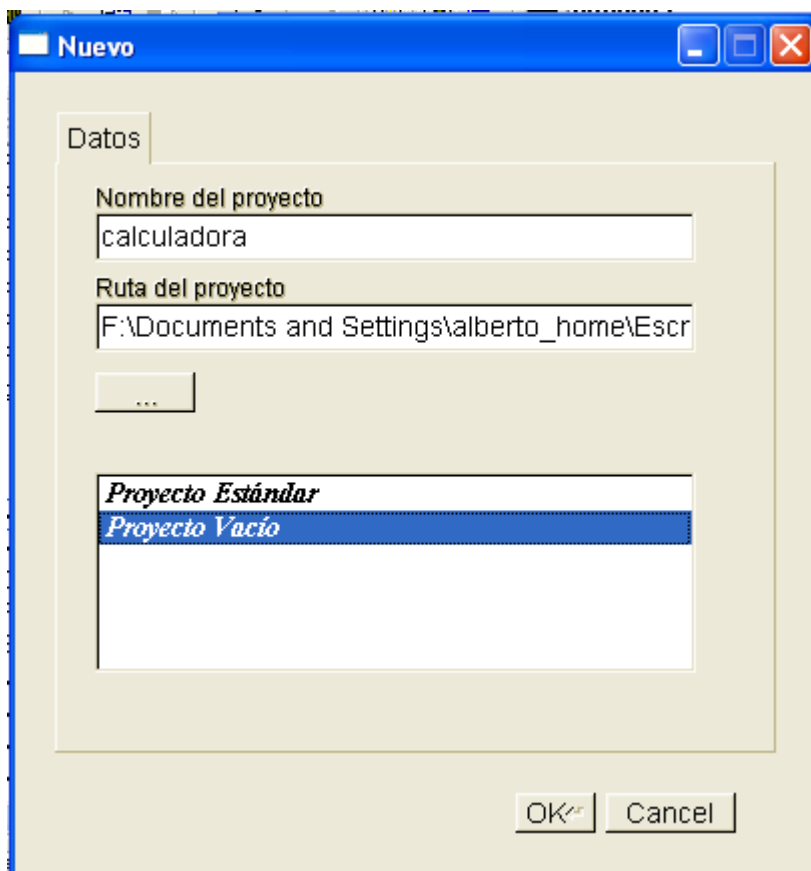 Nuevo
Datos
Nombre del proyecto
calculadora
Ruta del proyecto
F:\Documents and Settings\alberto_home\Escr
...
Proyecto Estándar
Proyecto Vacío
OK
Cancel